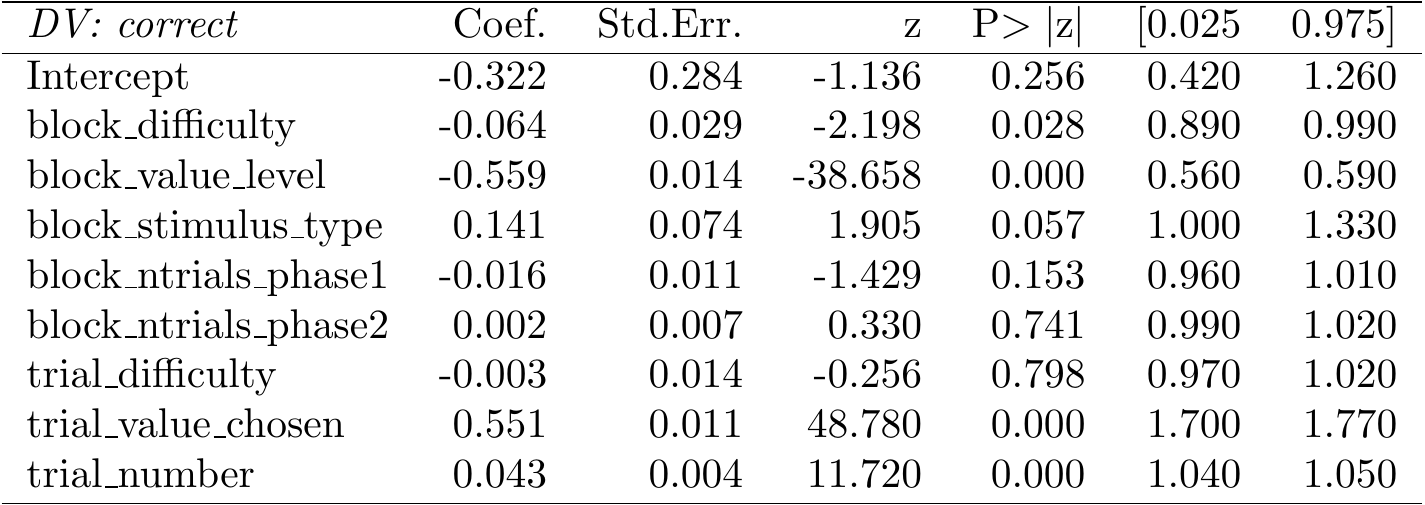 DV: correct Coef. Std.Err. z P> |z| [0.025 0.975]
Intercept -0.322 0.284 -1.136 0.256 0.420 1.260
block_difficulty -0.064 0.029 -2.198 0.028 0.890 0.990
block_value_level -0.559 0.014 -38.658 0.000 0.560 0.590
block_stimulus_type 0.141 0.074 1.905 0.057 1.000 1.330
block_ntrials_phase1 -0.016 0.011 -1.429 0.153 0.960 1.010
block_ntrials_phase2 0.002 0.007 0.330 0.741 0.990 1.020
trial_difficulty -0.003 0.014 -0.256 0.798 0.970 1.020
trial_value_chosen 0.551 0.011 48.780 0.000 1.700 1.770
trial_number 0.043 0.004 11.720 0.000 1.040 1.050